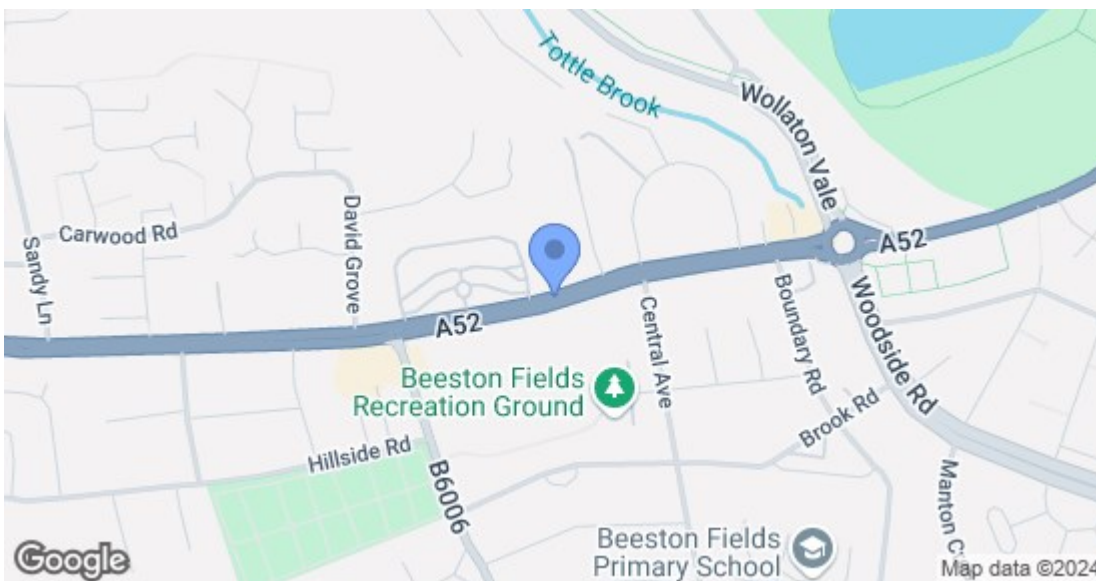 Tottle Brook
Wollaton Vale
Carwood Rd
David Grove
Sandy Ln
A52
A52
Woodside Rd
Boundary Rd
Central Ave
Beeston Fields
Recreation Ground
Brook Rd
Hillside Rd
B6006
Manton C
Beeston Fields
Primary School
Google
Map data ©2024